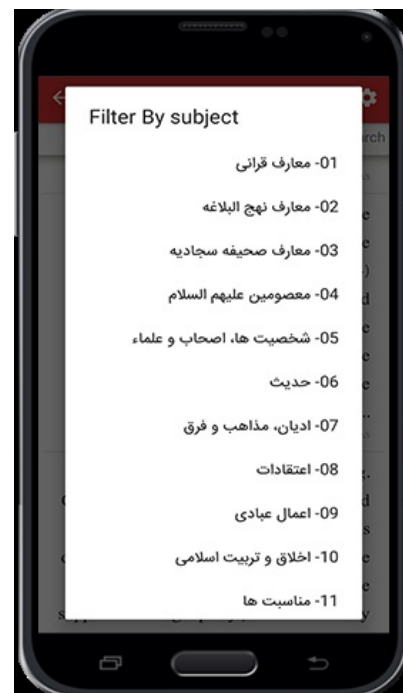 Filter By subject
01- معارف قرانی
02- معارف نهج البلاغه
03- معارف صحیفه سجادیه
04- معصومین علیهم السلام
05- شخصیت ها، اصحاب و علماء
06- حدیث
07- ادیان، مذاهب و فرق
08- اعتقادات
09- اعمال عبادی
10- اخلاق و تربیت اسلامی
11- مناسبت ها